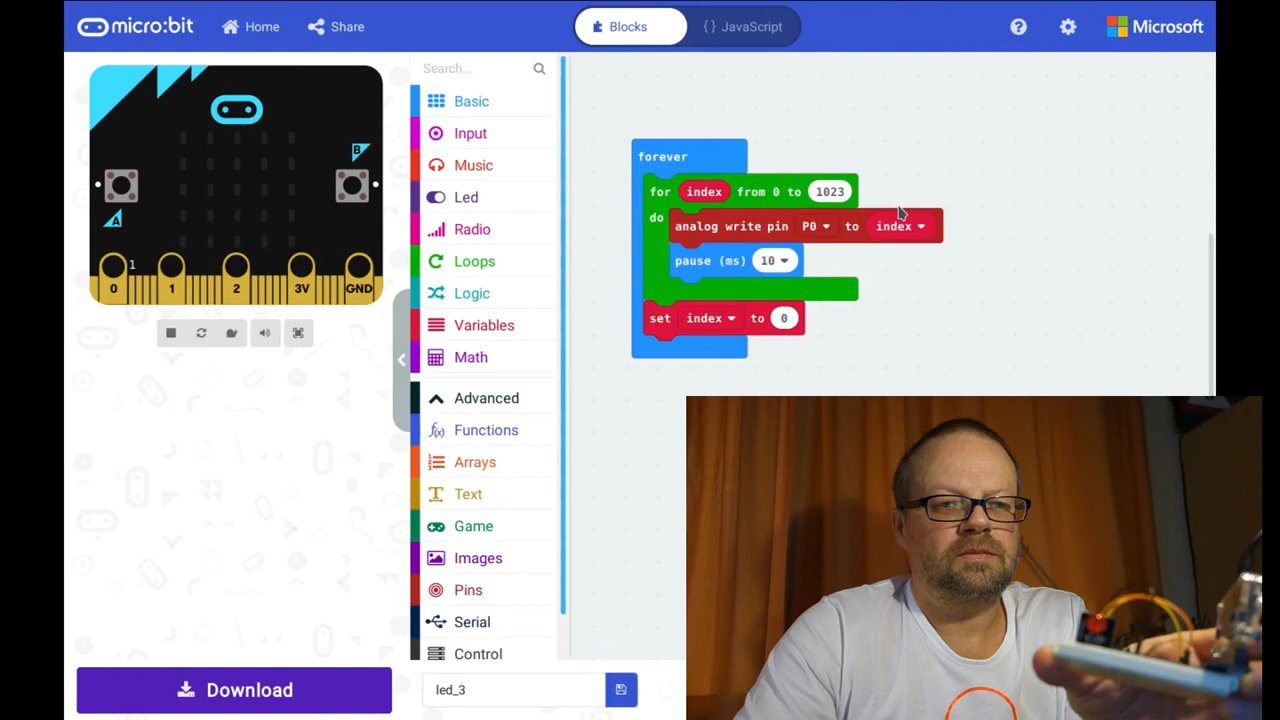 micro:bit
Home
Share
Blocks
{ } JavaScript
?
Microsoft
A
B
1
0
1
2
3V
GND
Download
Search...
Basic
Input
Music
Led
Radio
Loops
Logic
Variables
Math
Advanced
f(x) Functions
Arrays
T Text
Game
Images
Pins
Serial
Control
led_3
forever
for index from 0 to 1023
do analog write pin P0 to index
pause (ms) 10
set index to 0